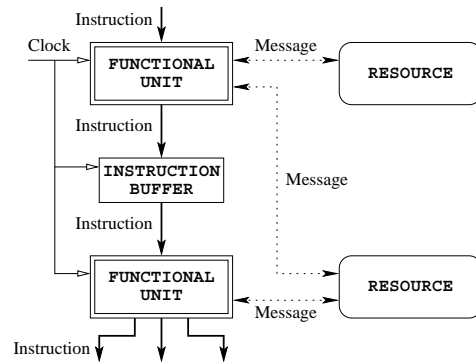 Instruction
Clock
Message
FUNCTIONAL
UNIT
RESOURCE
Instruction
Message
INSTRUCTION
BUFFER
Instruction
FUNCTIONAL
UNIT
RESOURCE
Message
Instruction